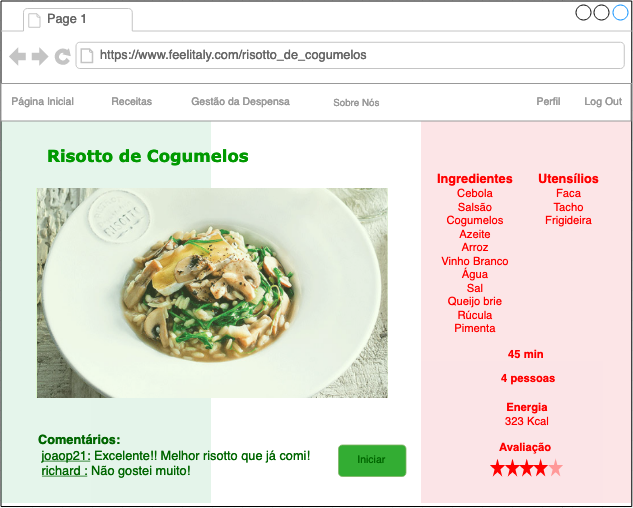 Page 1
https://www.feelitaly.com/risotto_de_cogumelos
Página Inicial Receitas Gestão da Despensa Sobre Nós Perfil Log Out
Risotto de Cogumelos
RISOTTO
Comentários:
joaop21: Excelente!! Melhor risotto que já comi!
richard : Não gostei muito!
Iniciar
Ingredientes
Cebola
Salsão
Cogumelos
Azeite
Arroz
Vinho Branco
Água
Sal
Queijo brie
Rúcula
Pimenta
Utensílios
Faca
Tacho
Frigideira
45 min
4 pessoas
Energia
323 Kcal
Avaliação